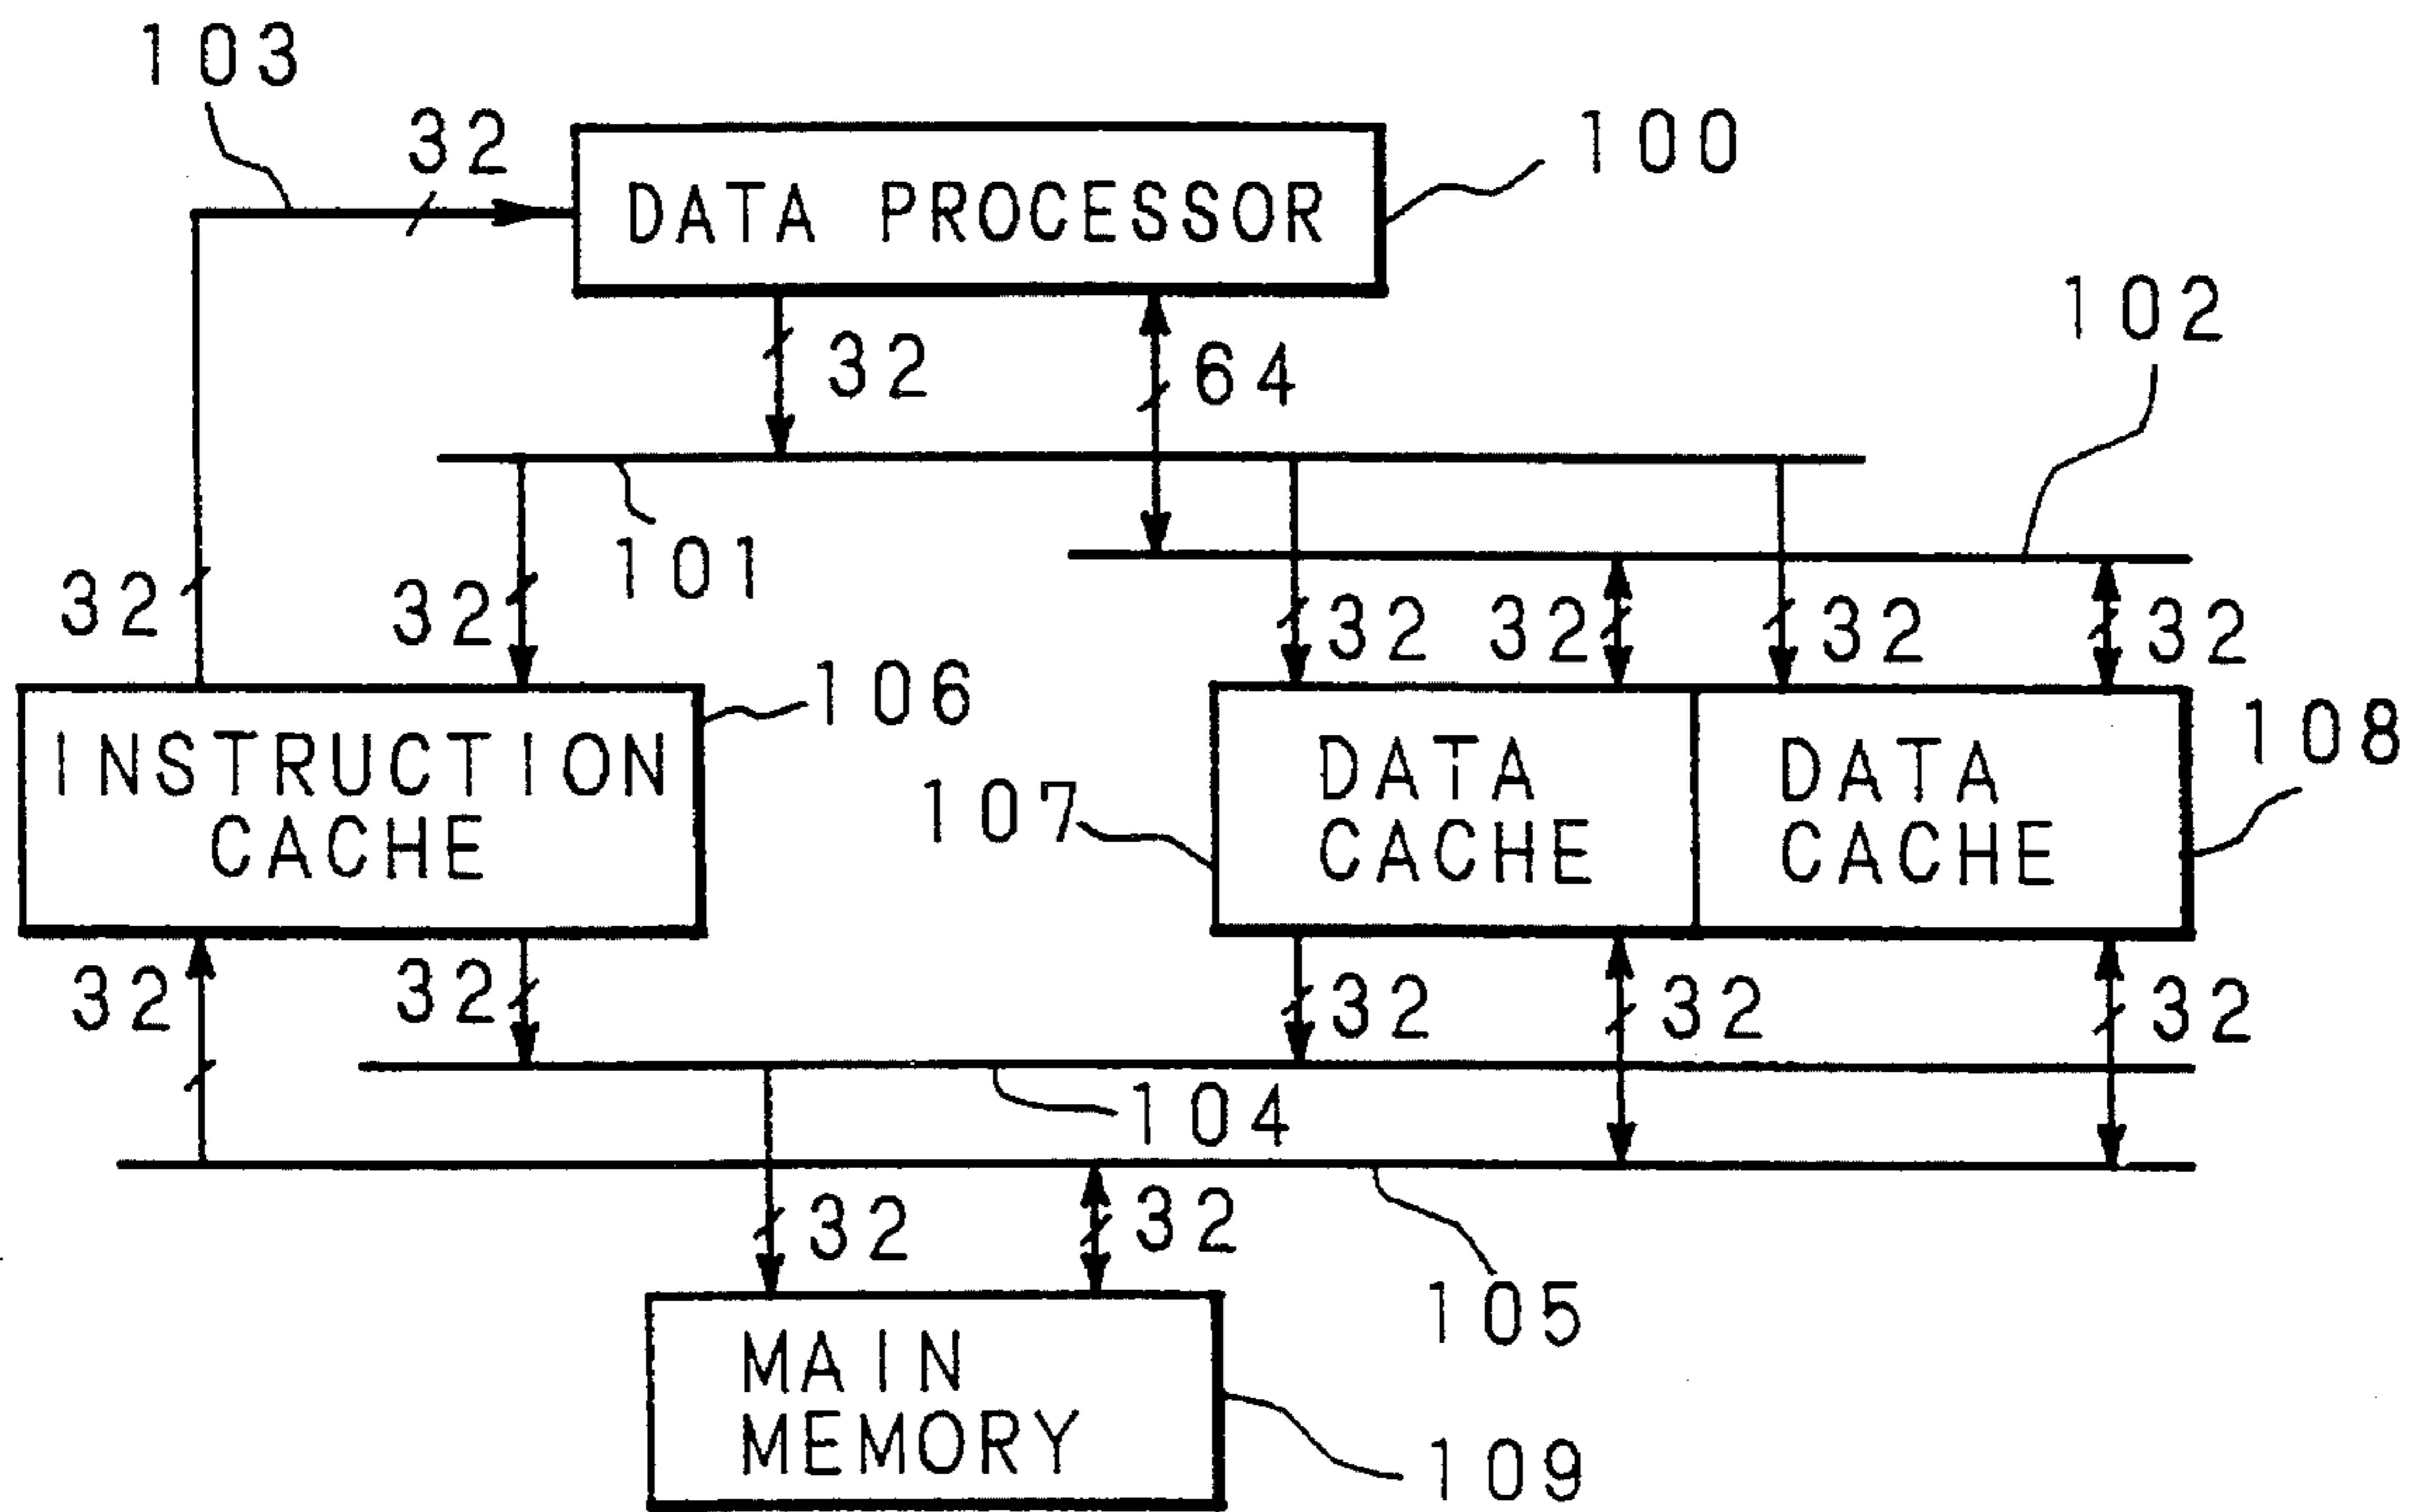 103
32
DATA PROCESSOR
100
102
32
64
101
32
32
32
32
32
32
106
108
INSTRUCTION
CACHE
107
DATA
CACHE
DATA
CACHE
32
32
32
32
32
104
32
32
105
MAIN
MEMORY
109